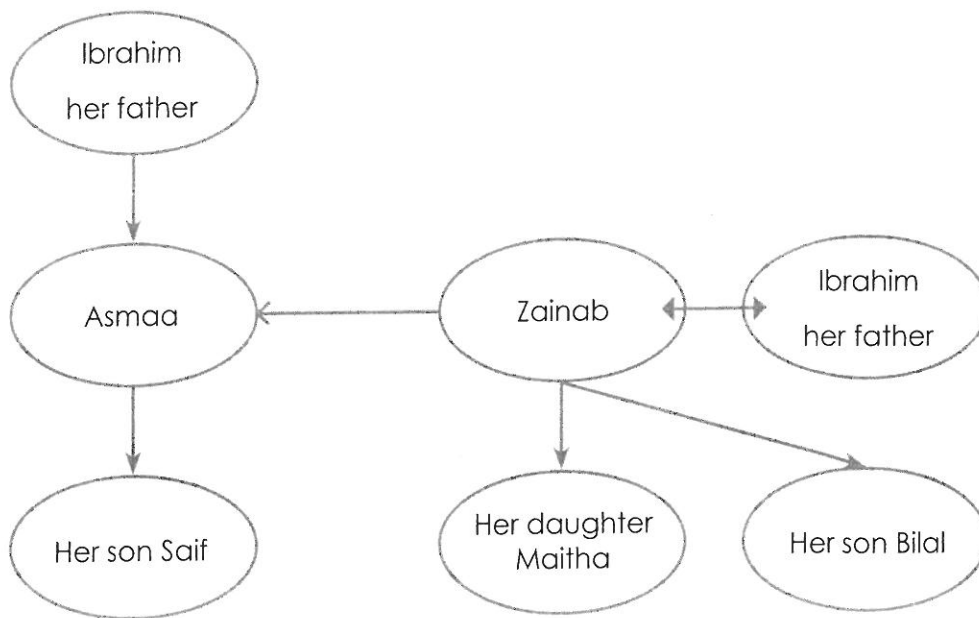 Ibrahim
her father
Asmaa
Zainab
Ibrahim
her father
Her son Saif
Her daughter
Maitha
Her son Bilal